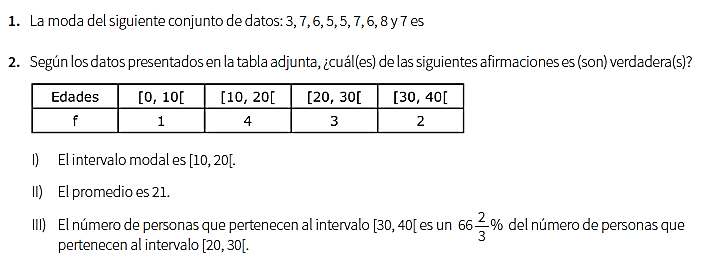 1. La moda del siguiente conjunto de datos: 3, 7, 6, 5, 5, 7, 6, 8 y 7 es
2. Según los datos presentados en la tabla adjunta, ¿cuál(es) de las siguientes afirmaciones es (son) verdadera(s)?
Edades [0, 10[ [10, 20[ [20, 30[ [30, 40[
f 1 4 3 2
I) El intervalo modal es [10, 20[.
II) El promedio es 21.
III) El número de personas que pertenecen al intervalo [30, 40[ es un 66 2/3 % del número de personas que
pertenecen al intervalo [20, 30[.